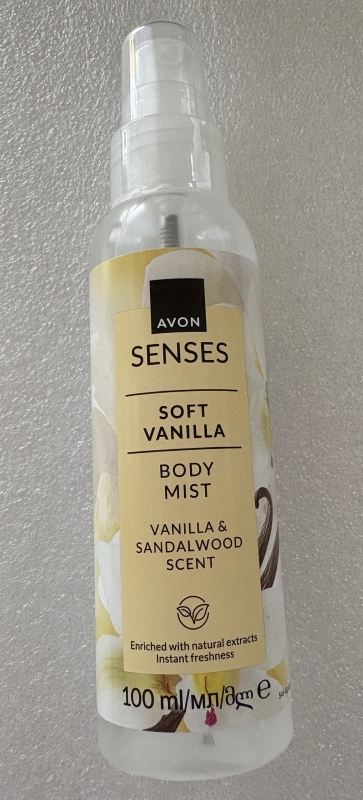 AVON
SENSES
SOFT
VANILLA
BODY
MIST
VANILLA &
SANDALWOOD
SCENT
Enriched with natural extracts
Instant freshness
100 ml/мл/მლ e